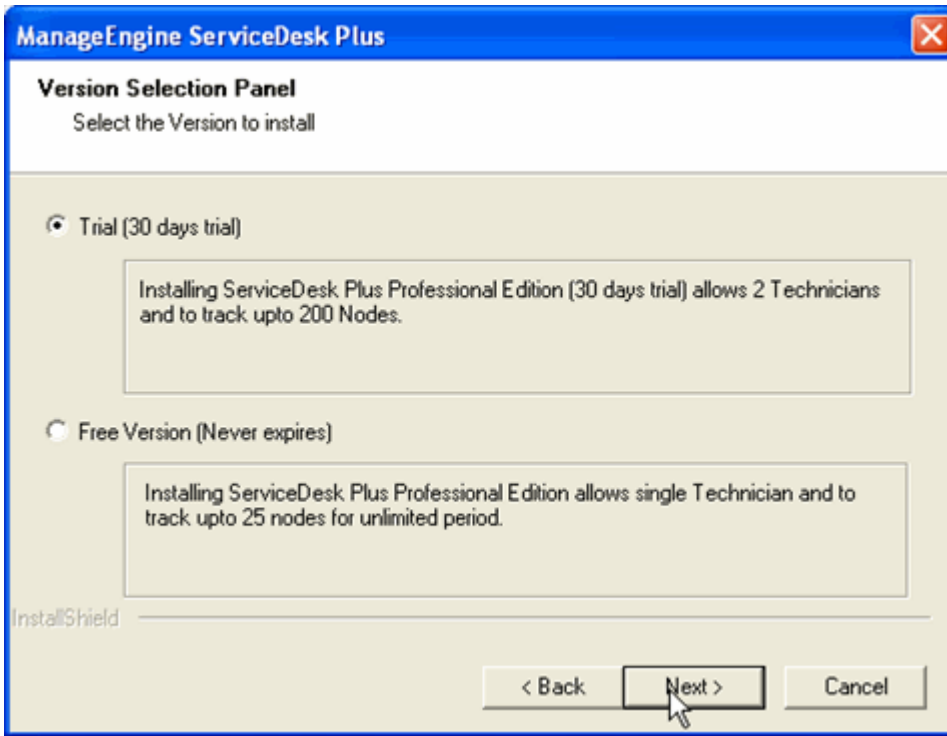 ManageEngine ServiceDesk Plus
Version Selection Panel
Select the Version to install
Trial (30 days trial)
Installing ServiceDesk Plus Professional Edition (30 days trial) allows 2 Technicians
and to track upto 200 Nodes.
Free Version (Never expires)
Installing ServiceDesk Plus Professional Edition allows single Technician and to
track upto 25 nodes for unlimited period.
InstallShield
< Back
Next >
Cancel